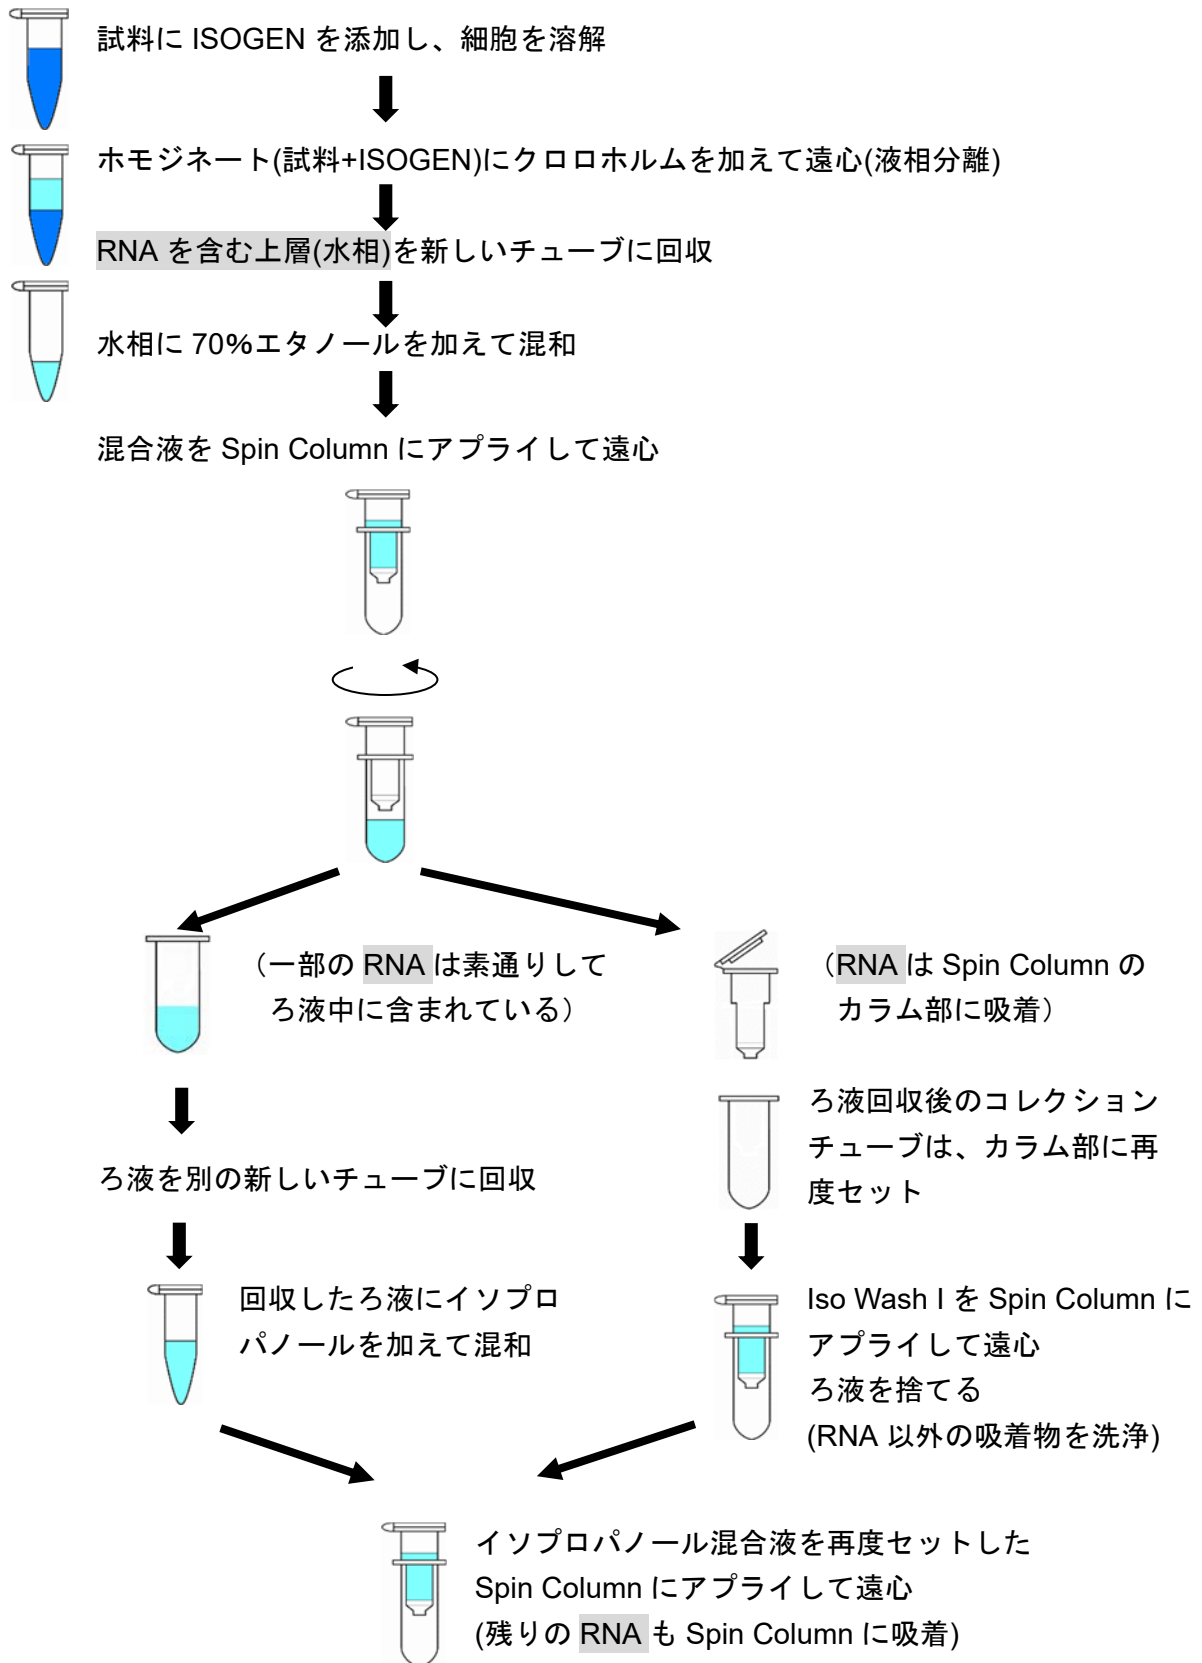 試料に ISOGEN を添加し、細胞を溶解
ホモジネート(試料+ISOGEN)にクロロホルムを加えて遠心(液相分離)
RNA を含む上層(水相)を新しいチューブに回収
水相に 70%エタノールを加えて混和
混合液を Spin Column にアプライして遠心
（一部の RNA は素通りして
ろ液中に含まれている）
ろ液を別の新しいチューブに回収
回収したろ液にイソプロ
パノールを加えて混和
（RNA は Spin Column の
カラム部に吸着）
ろ液回収後のコレクション
チューブは、カラム部に再
度セット
Iso Wash I を Spin Column に
アプライして遠心
ろ液を捨てる
(RNA 以外の吸着物を洗浄)
イソプロパノール混合液を再度セットした
Spin Column にアプライして遠心
(残りの RNA も Spin Column に吸着)